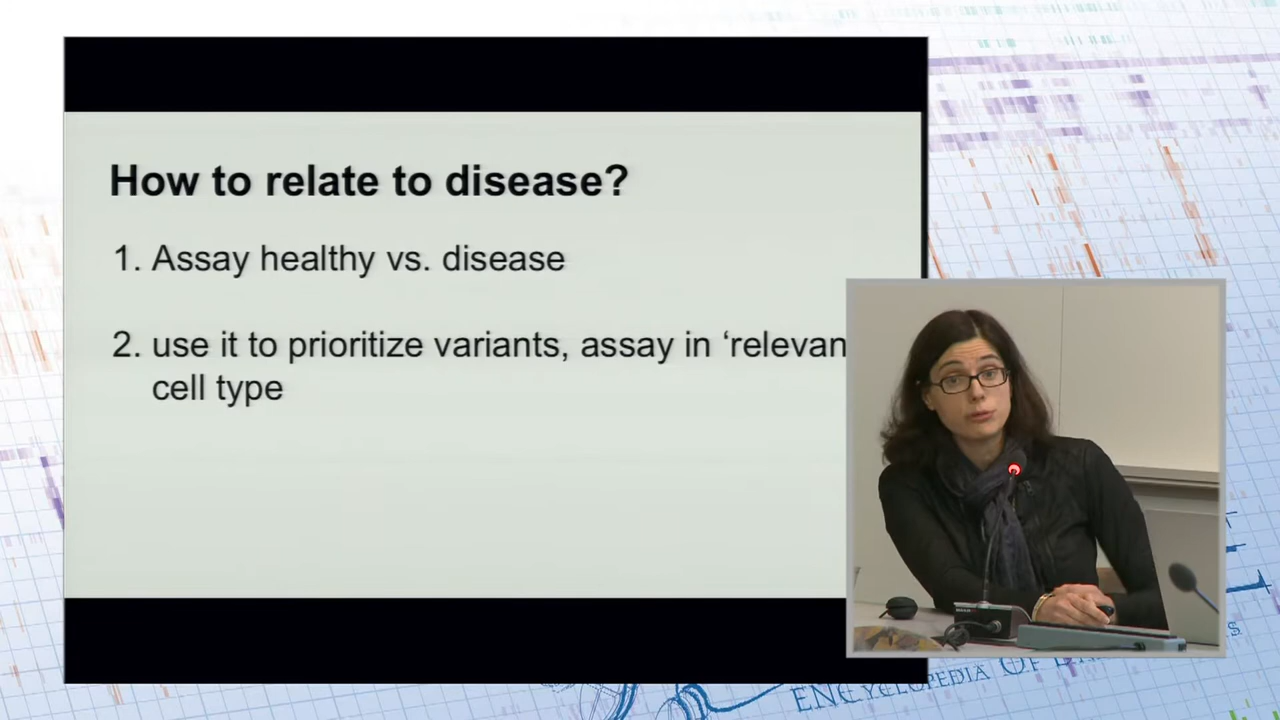 How to relate to disease?
1. Assay healthy vs. disease
2. use it to prioritize variants, assay in ‘relevan
cell type
ENCYCLOPEDIA OF D